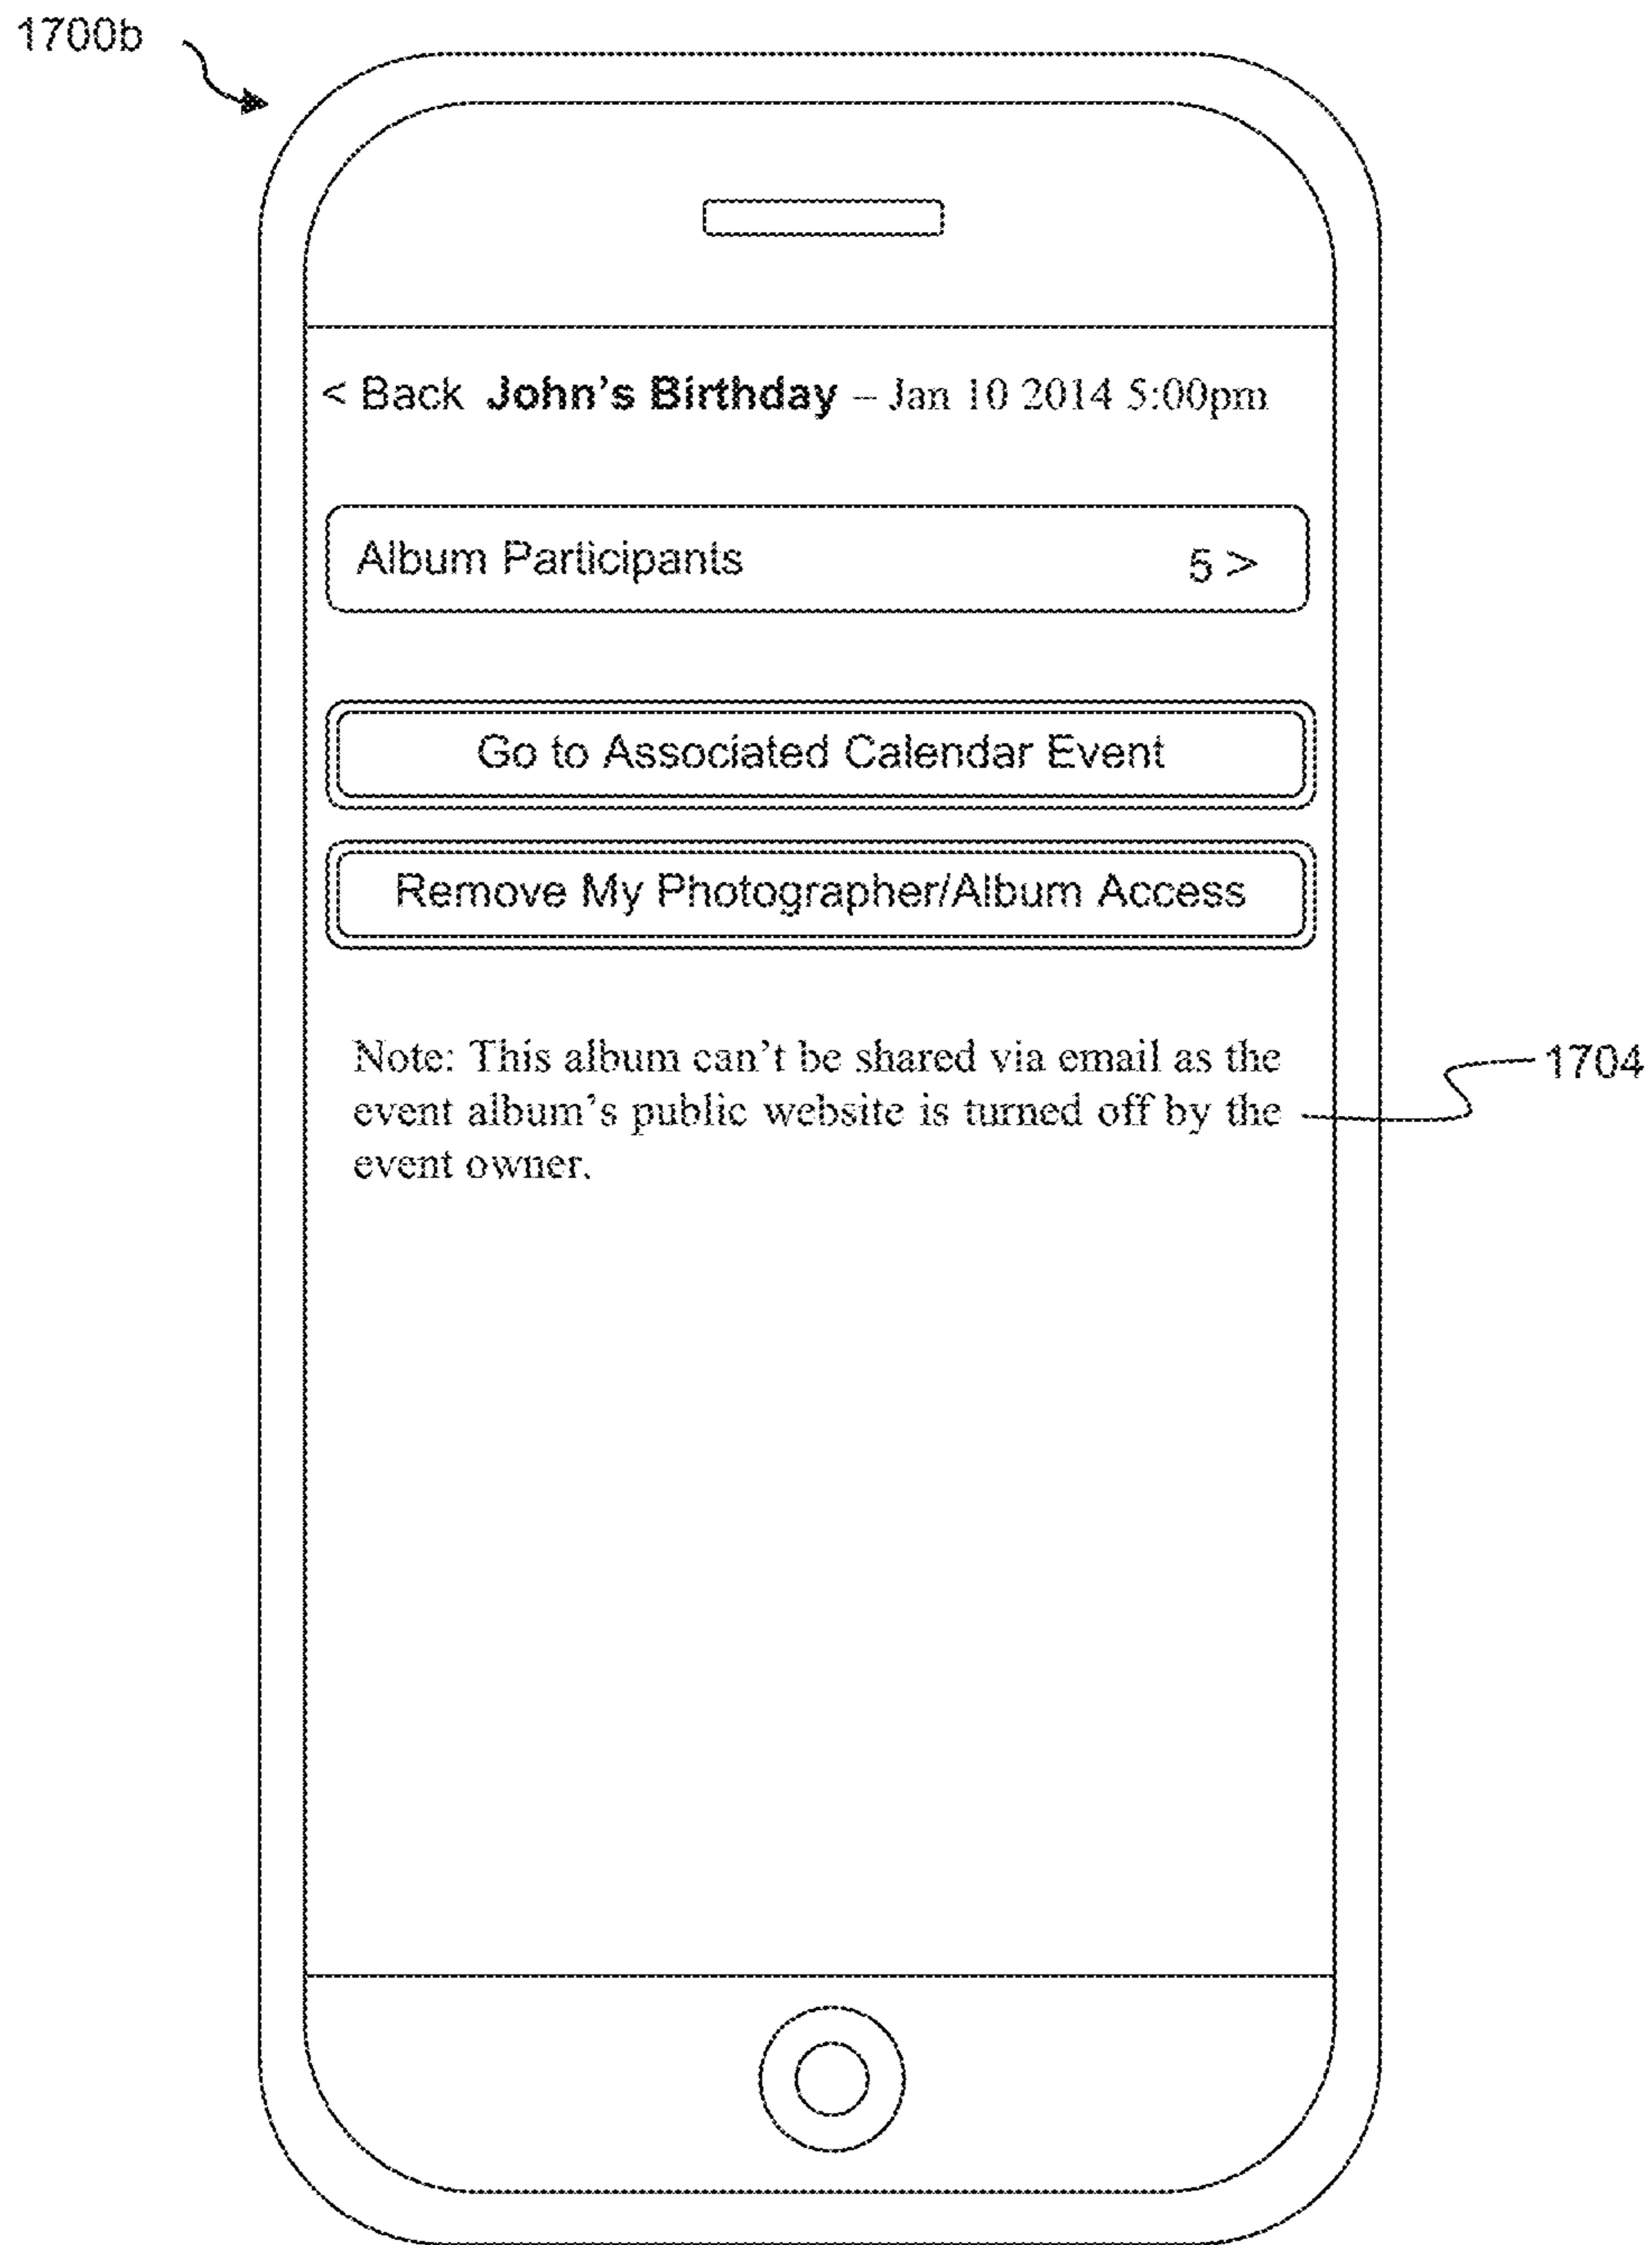 1700b
< Back John's Birthday – Jan 10 2014 5:00pm
Album Participants 5 >
Go to Associated Calendar Event
Remove My Photographer/Album Access
Note: This album can't be shared via email as the
event album's public website is turned off by the
event owner.
1704